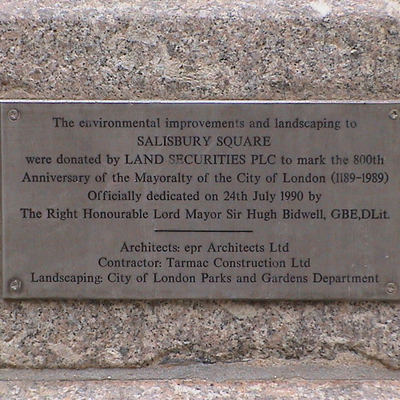 The environmental improvements and landscaping to
SALISBURY SQUARE
were donated by LAND SECURITIES PLC to mark the 800th
Anniversary of the Mayoralty of the City of London (1189-1989)
Officially dedicated on 24th July 1990 by
The Right Honourable Lord Mayor Sir Hugh Bidwell, GBE,DLit.
Architects: epr Architects Ltd
Contractor: Tarmac Construction Ltd
Landscaping: City of London Parks and Gardens Department